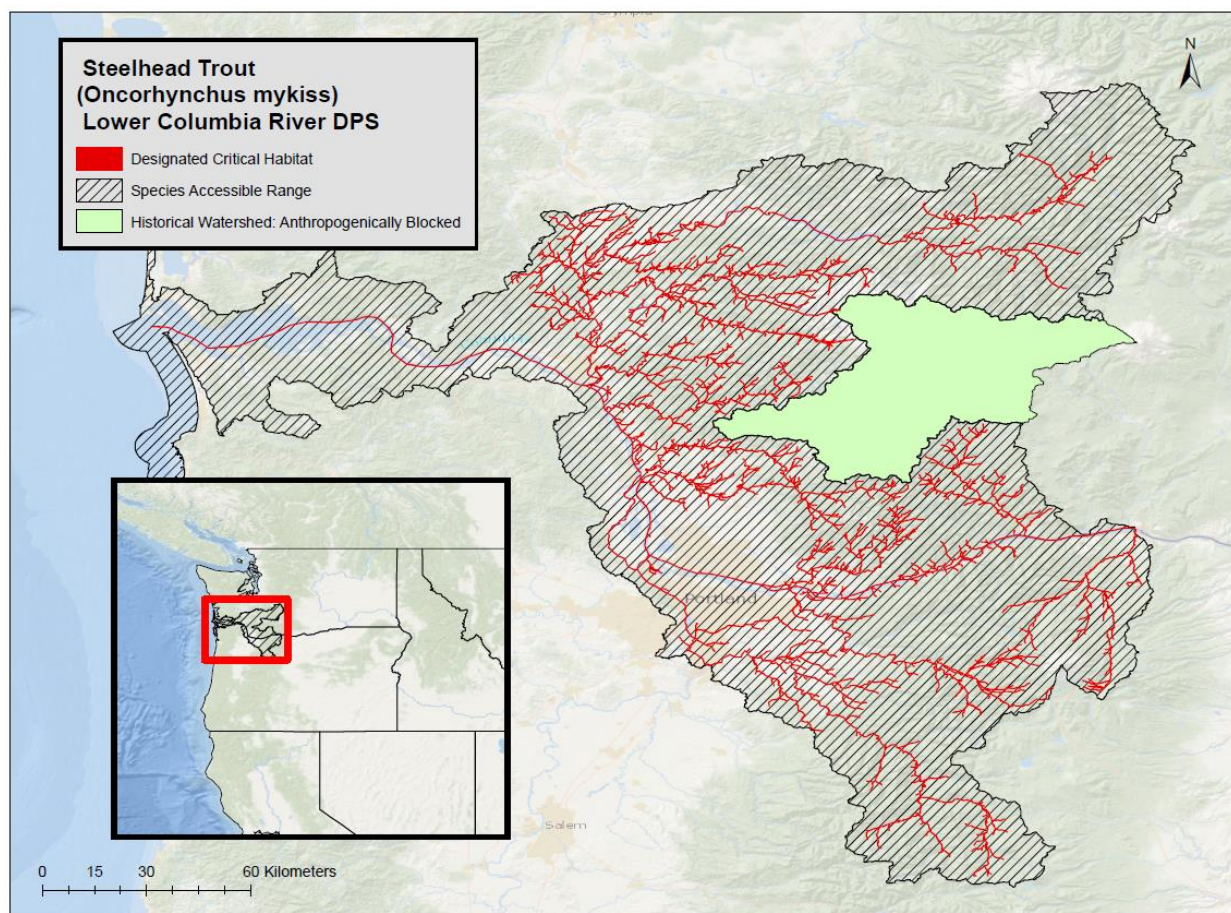 Olympia
Steelhead Trout
(Oncorhynchus mykiss)
Lower Columbia River DPS
Designated Critical Habitat
Species Accessible Range
Historical Watershed: Anthropogenically Blocked
N
Portland
Salem
0 15 30 60 Kilometers